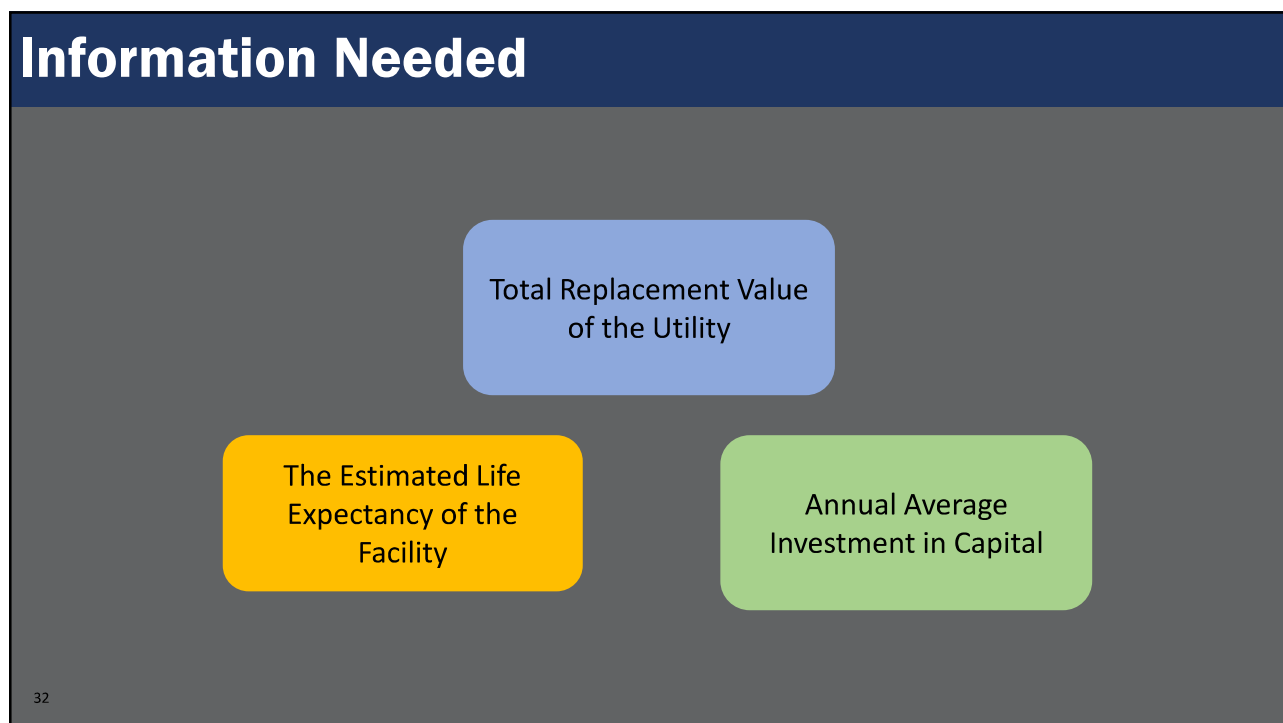 Information Needed
Total Replacement Value
of the Utility
The Estimated Life
Expectancy of the
Facility
Annual Average
Investment in Capital
32